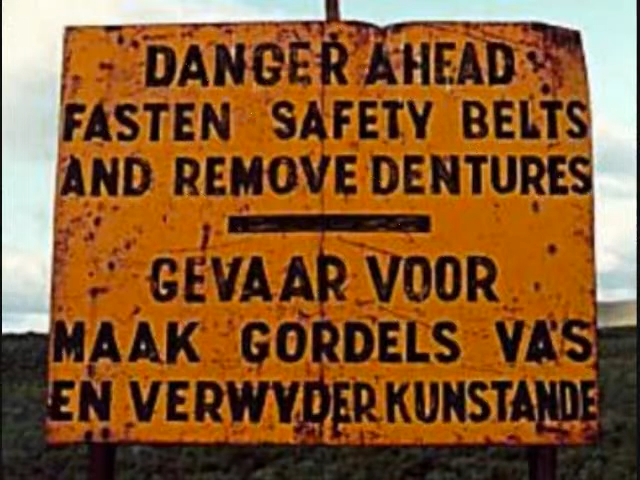 DANGER AHEAD
FASTEN SAFETY BELTS
AND REMOVE DENTURES
GEVAAR VOOR
MAAK GORDELS VAS
EN VERWYDER KUNSTANDE